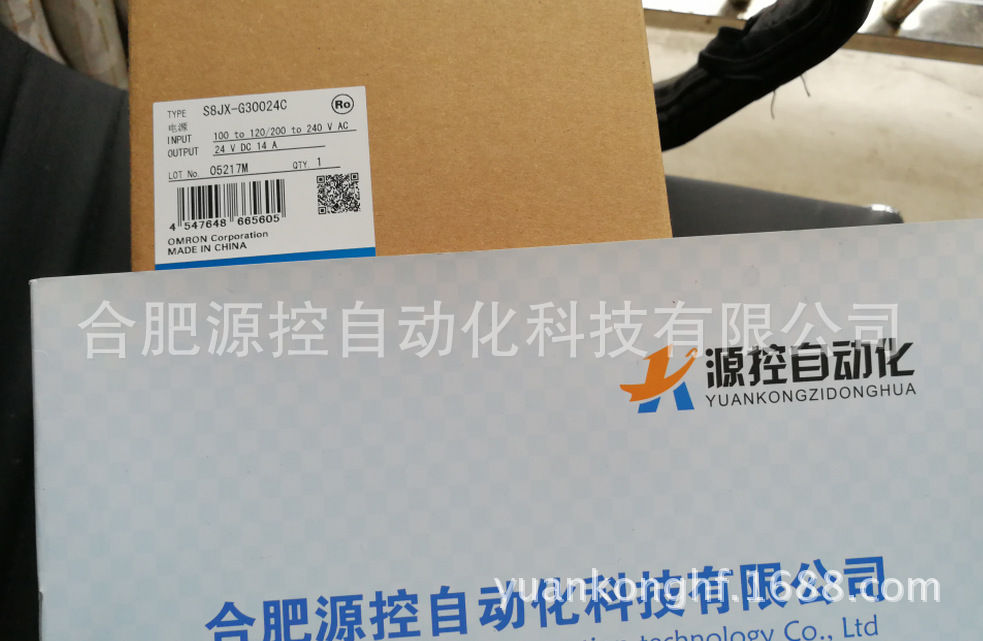 TYPE S8JX-G30024C Ro
电源
INPUT 100 to 120/200 to 240 V AC
OUTPUT 24 V DC 14 A
LOT No. 05217M QTY 1
4 547648 665605
OMRON Corporation
MADE IN CHINA
合肥源控自动化科技有限公司
源控自动化
YUANKONGZIDONGHUA
yuankonghf.1688.com
合肥源控自动化科技有限公司
technology Co., Ltd